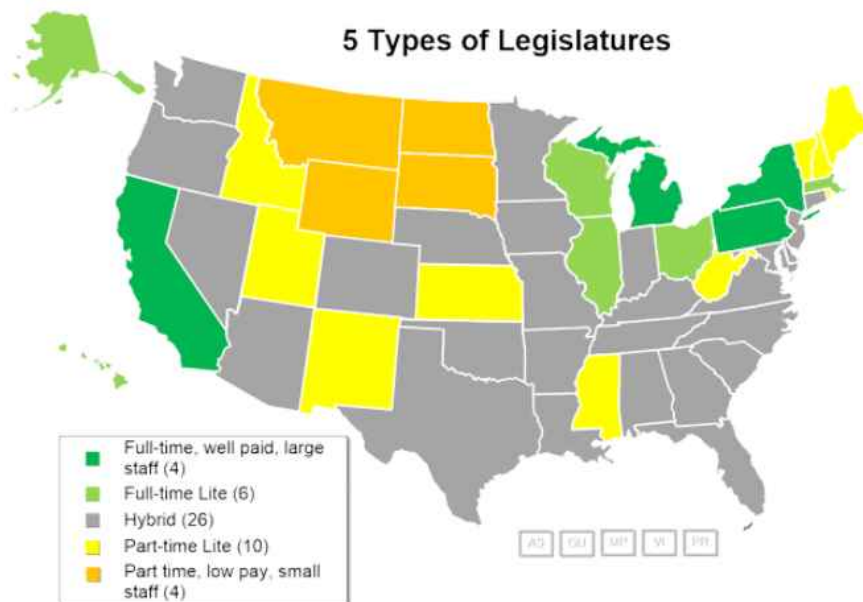 5 Types of Legislatures
Full-time, well paid, large
staff (4)
Full-time Lite (6)
Hybrid (26)
Part-time Lite (10)
Part time, low pay, small
staff (4)
AS GU MP VI PR